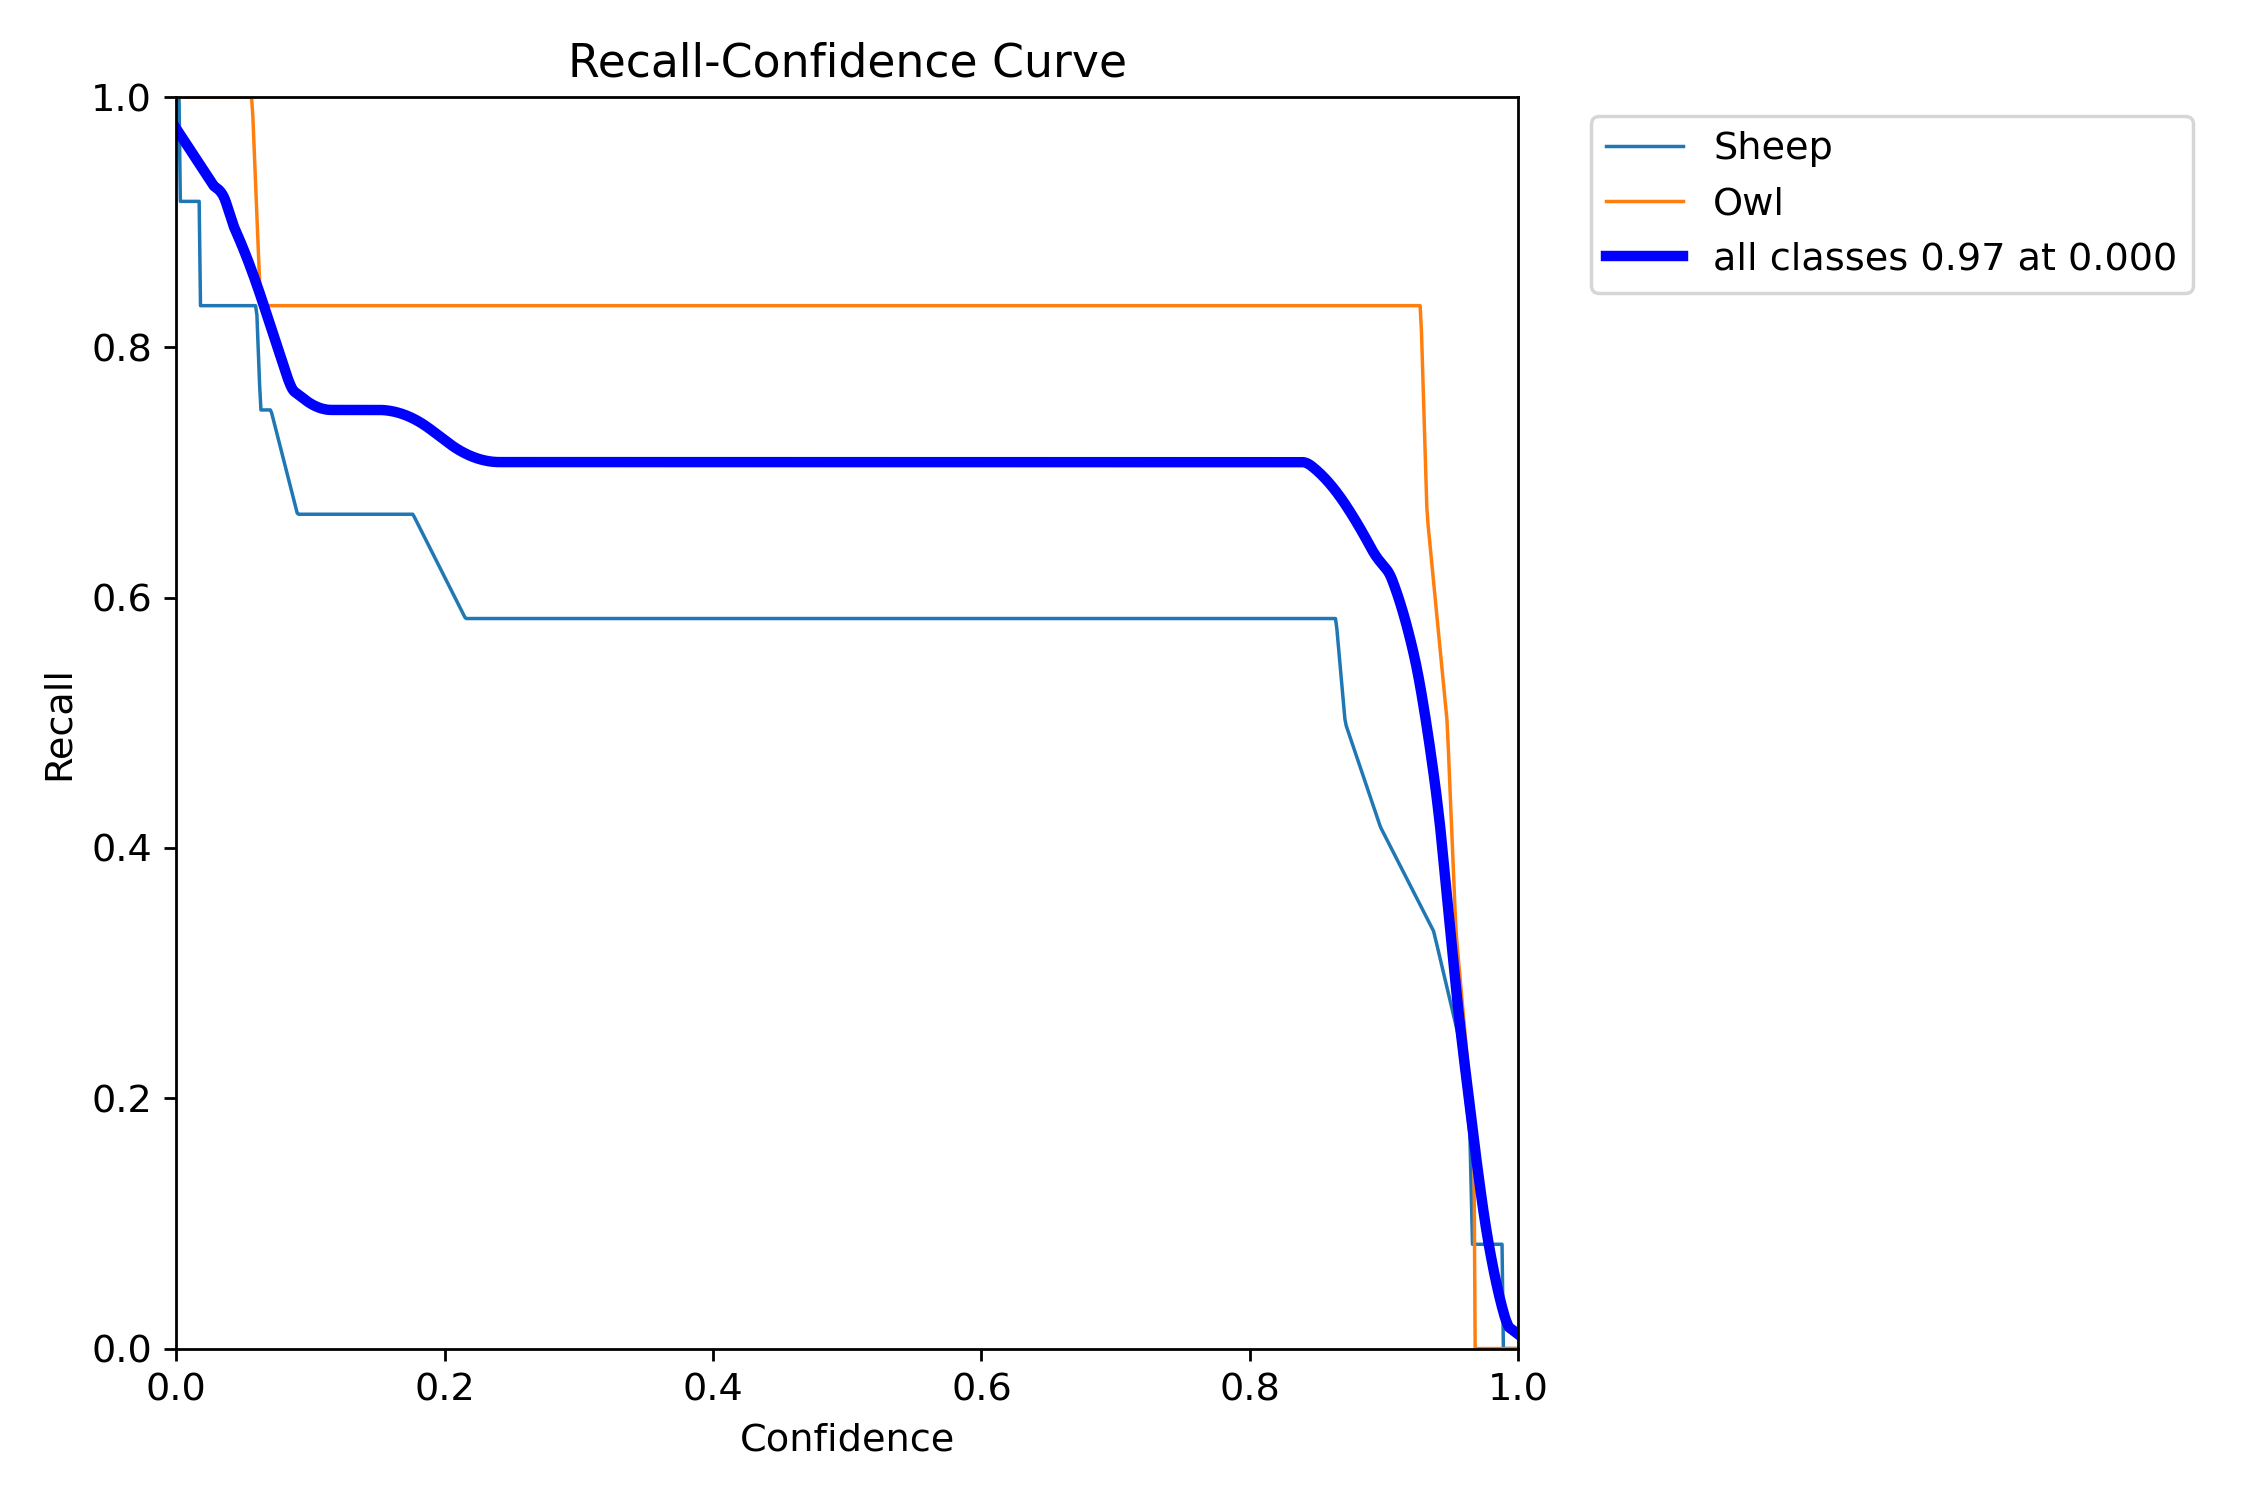 Recall-Confidence Curve
1.0
0.8
0.6
0.4
0.2
0.0
Recall
0.0 0.2 0.4 0.6 0.8 1.0
Confidence
Sheep
Owl
all classes 0.97 at 0.000